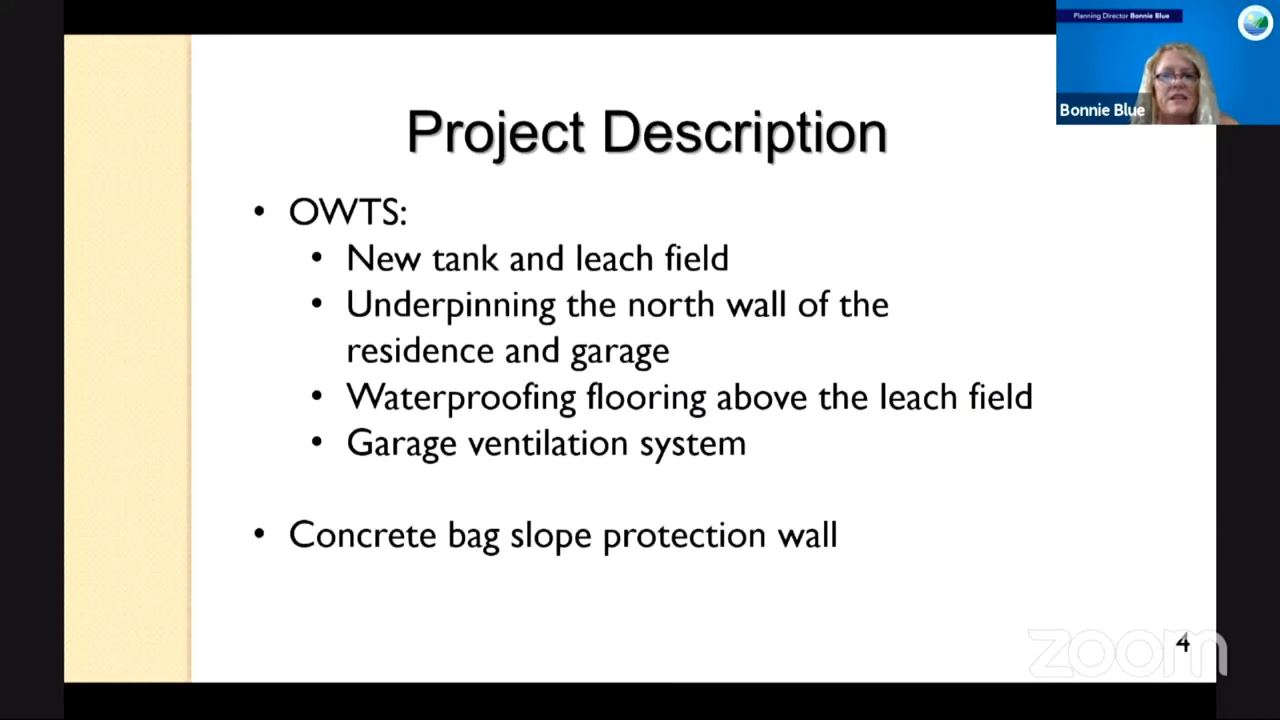 Planning Director Bonnie Blue
Bonnie Blue
Project Description
• OWTS:
• New tank and leach field
• Underpinning the north wall of the
residence and garage
• Waterproofing flooring above the leach field
• Garage ventilation system
• Concrete bag slope protection wall
zoom
4